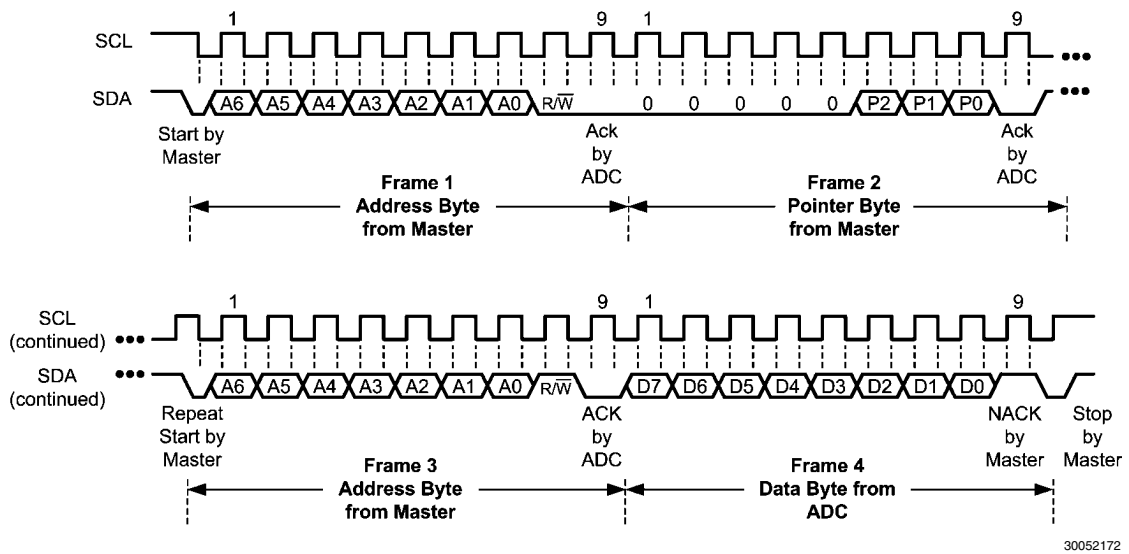 1 9 1 9
SCL
SDA A6 A5 A4 A3 A2 A1 A0 R/W̅ 0 0 0 0 0 P2 P1 P0
Start by
Master
Ack
by
ADC
Ack
by
ADC
Frame 1
Address Byte
from Master
Frame 2
Pointer Byte
from Master
1 9 1 9
SCL
(continued)
SDA
(continued)
A6 A5 A4 A3 A2 A1 A0 R/W̅ D7 D6 D5 D4 D3 D2 D1 D0
Repeat
Start by
Master
ACK
by
ADC
NACK
by
Master
Stop
by
Master
Frame 3
Address Byte
from Master
Frame 4
Data Byte from
ADC
30052172